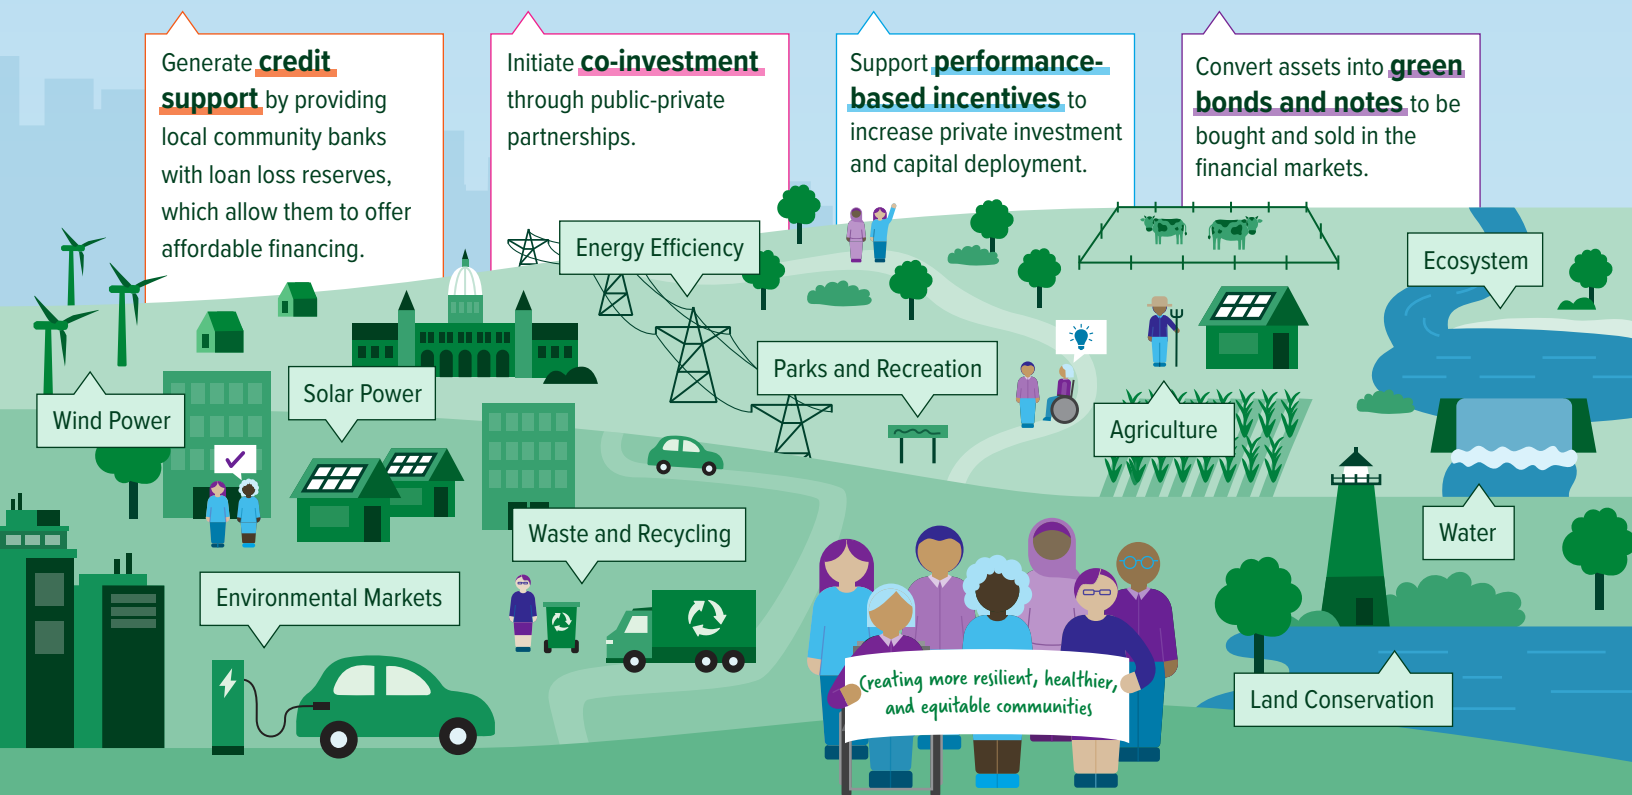 Generate credit
support by providing
local community banks
with loan loss reserves,
which allow them to offer
affordable financing.
Initiate co-investment
through public-private
partnerships.
Support performance-
based incentives to
increase private investment
and capital deployment.
Convert assets into green
bonds and notes to be
bought and sold in the
financial markets.
Energy Efficiency
Ecosystem
Parks and Recreation
Solar Power
Wind Power
Agriculture
Waste and Recycling
Water
Environmental Markets
Creating more resilient, healthier,
and equitable communities
Land Conservation